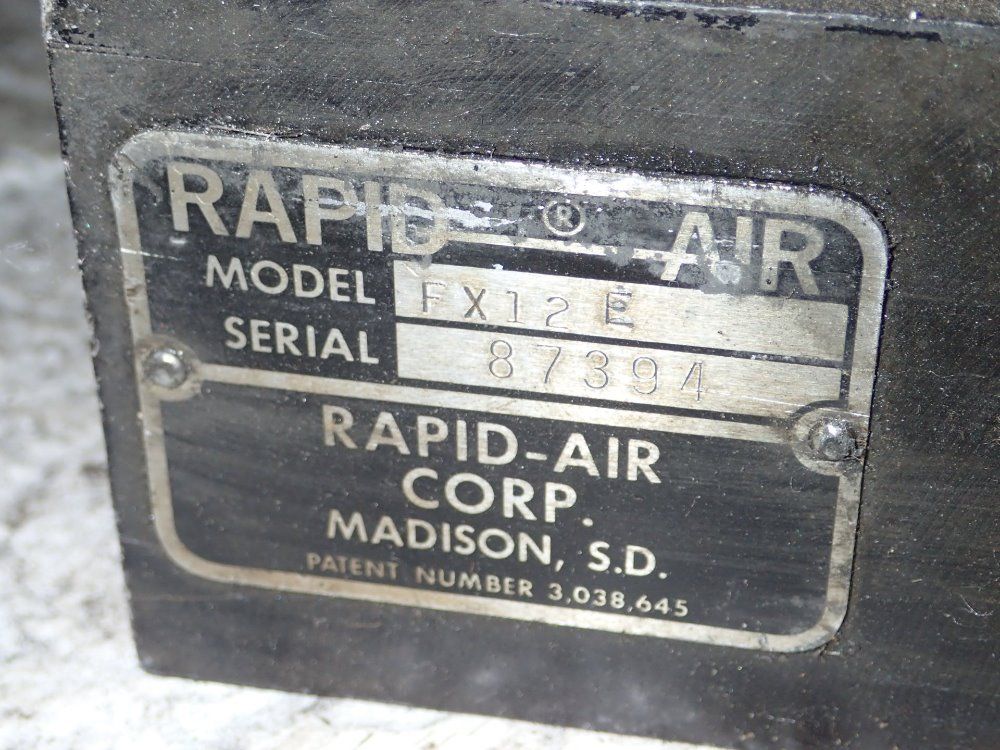 RAPID ® AIR
MODEL FX12E
SERIAL 87394
RAPID-AIR
CORP.
MADISON, S.D.
PATENT NUMBER 3,038,645